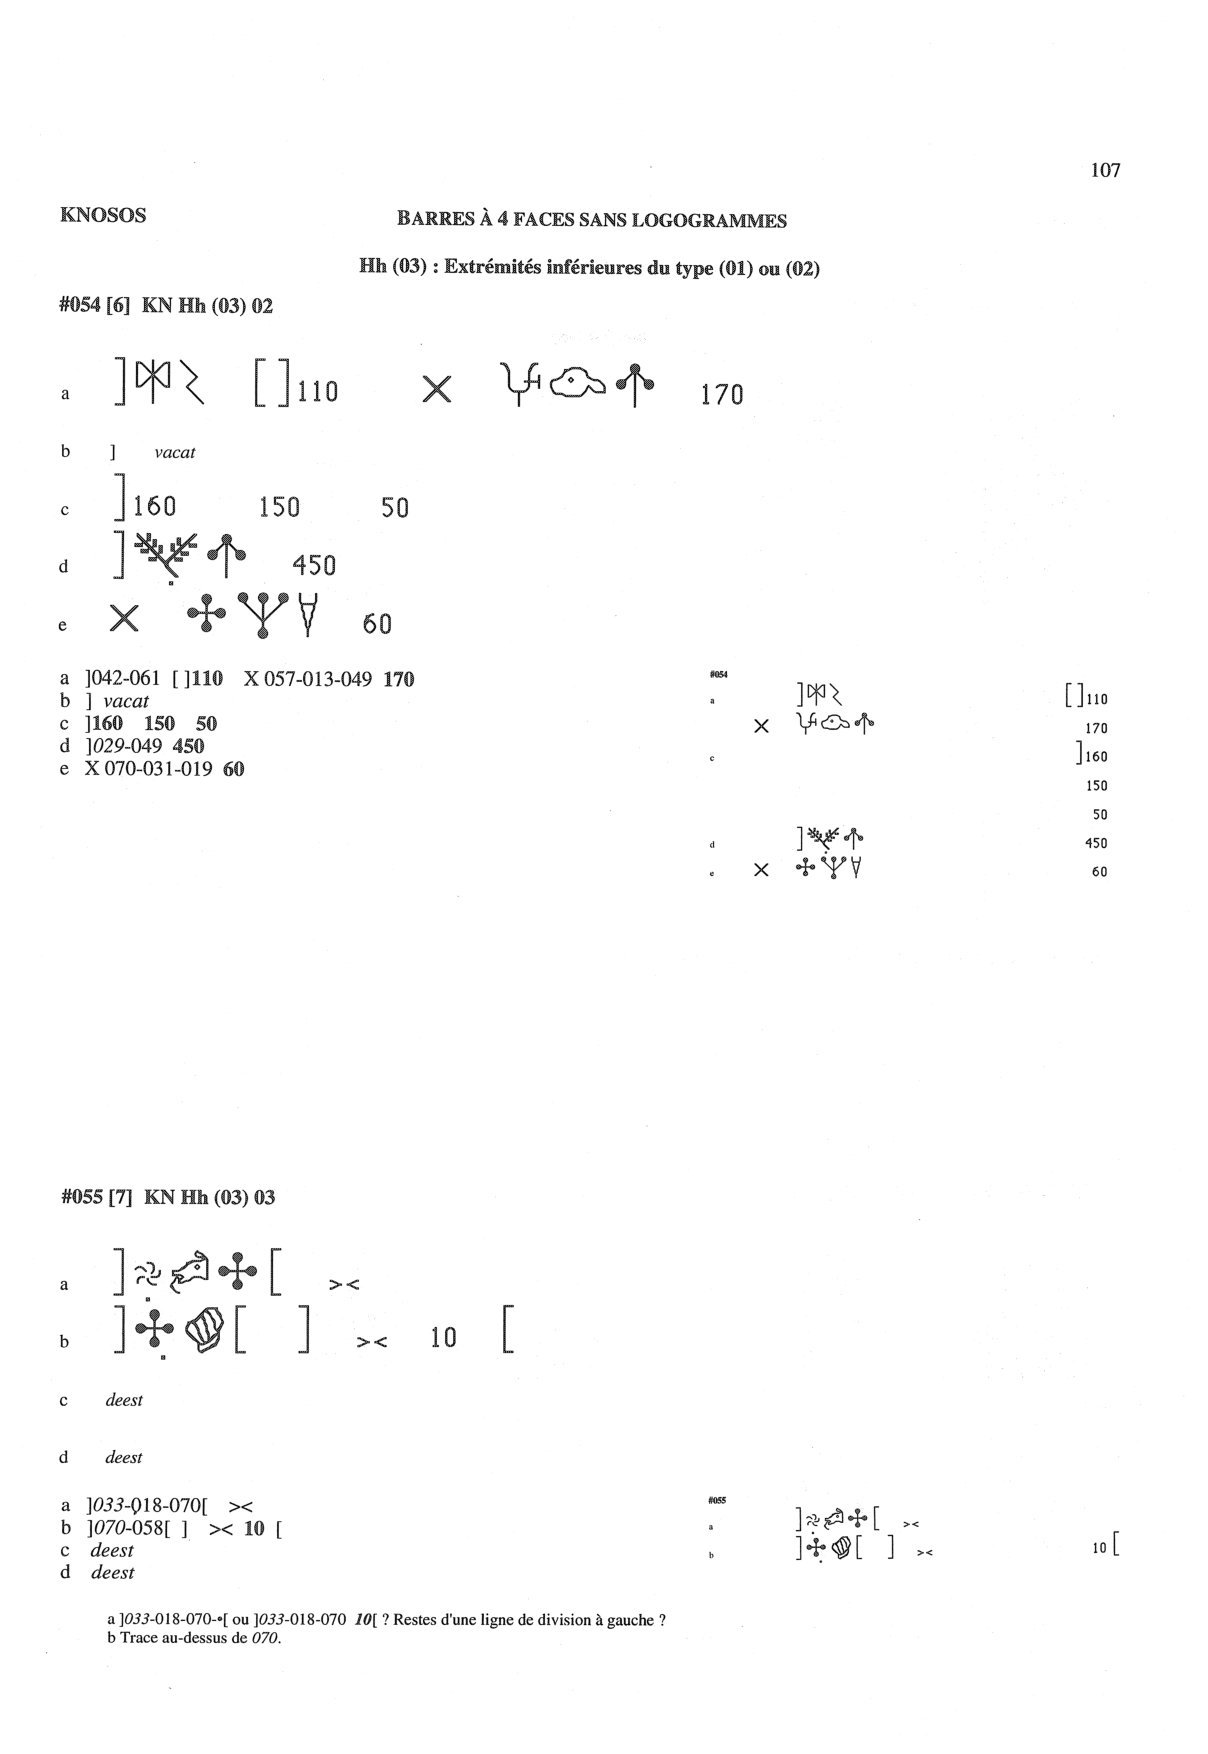 107
KNOSOS
BARRES À 4 FACES SANS LOGOGRAMMES
Hh (03) : Extrémités inférieures du type (01) ou (02)
#054 [6] KN Hh (03) 02
a ] [ ]110 X 170
b ] vacat
c ]160 150 50
d ] 450
e X 60
a ]042-061 [ ]110 X 057-013-049 170
b ] vacat
c ]160 150 50
d ]029-049 450
e X 070-031-019 60
#054
a ] [ ]110
X 170
c ]160
150
50
d ] 450
e X 60
#055 [7] KN Hh (03) 03
a ] [ ><
b ] [ ] >< 10 [
c deest
d deest
a ]033-018-070[ ><
b ]070-058[ ] >< 10 [
c deest
d deest
#055
a ] [ ><
b ] [ ] >< 10 [
a ]033-018-070-•[ ou ]033-018-070 10[ ? Restes d'une ligne de division à gauche ?
b Trace au-dessus de 070.